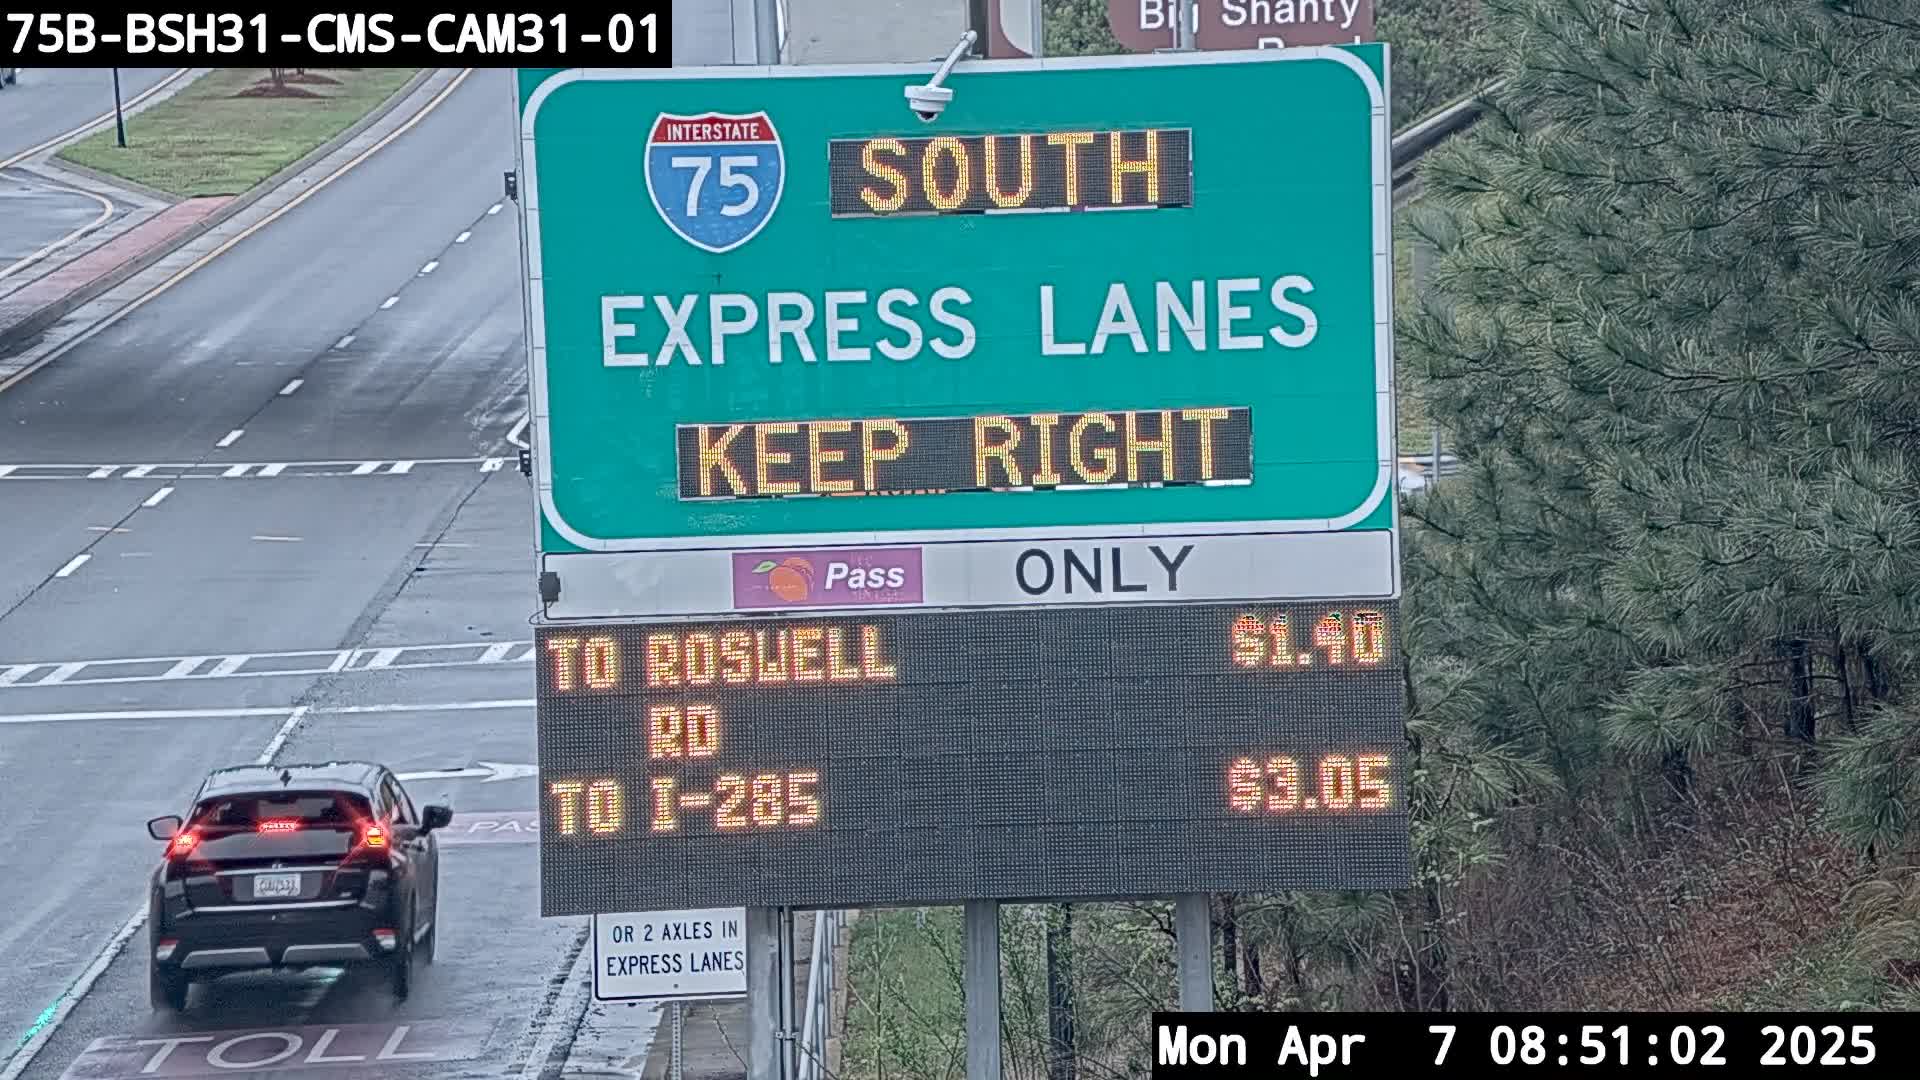 75B-BSH31-CMS-CAM31-01
Big Shanty
INTERSTATE
75
SOUTH
EXPRESS LANES
KEEP RIGHT
Pass ONLY
TO ROSWELL $1.40
RD
TO I-285 $3.05
OR 2 AXLES IN
EXPRESS LANES
TOLL
Mon Apr 7 08:51:02 2025